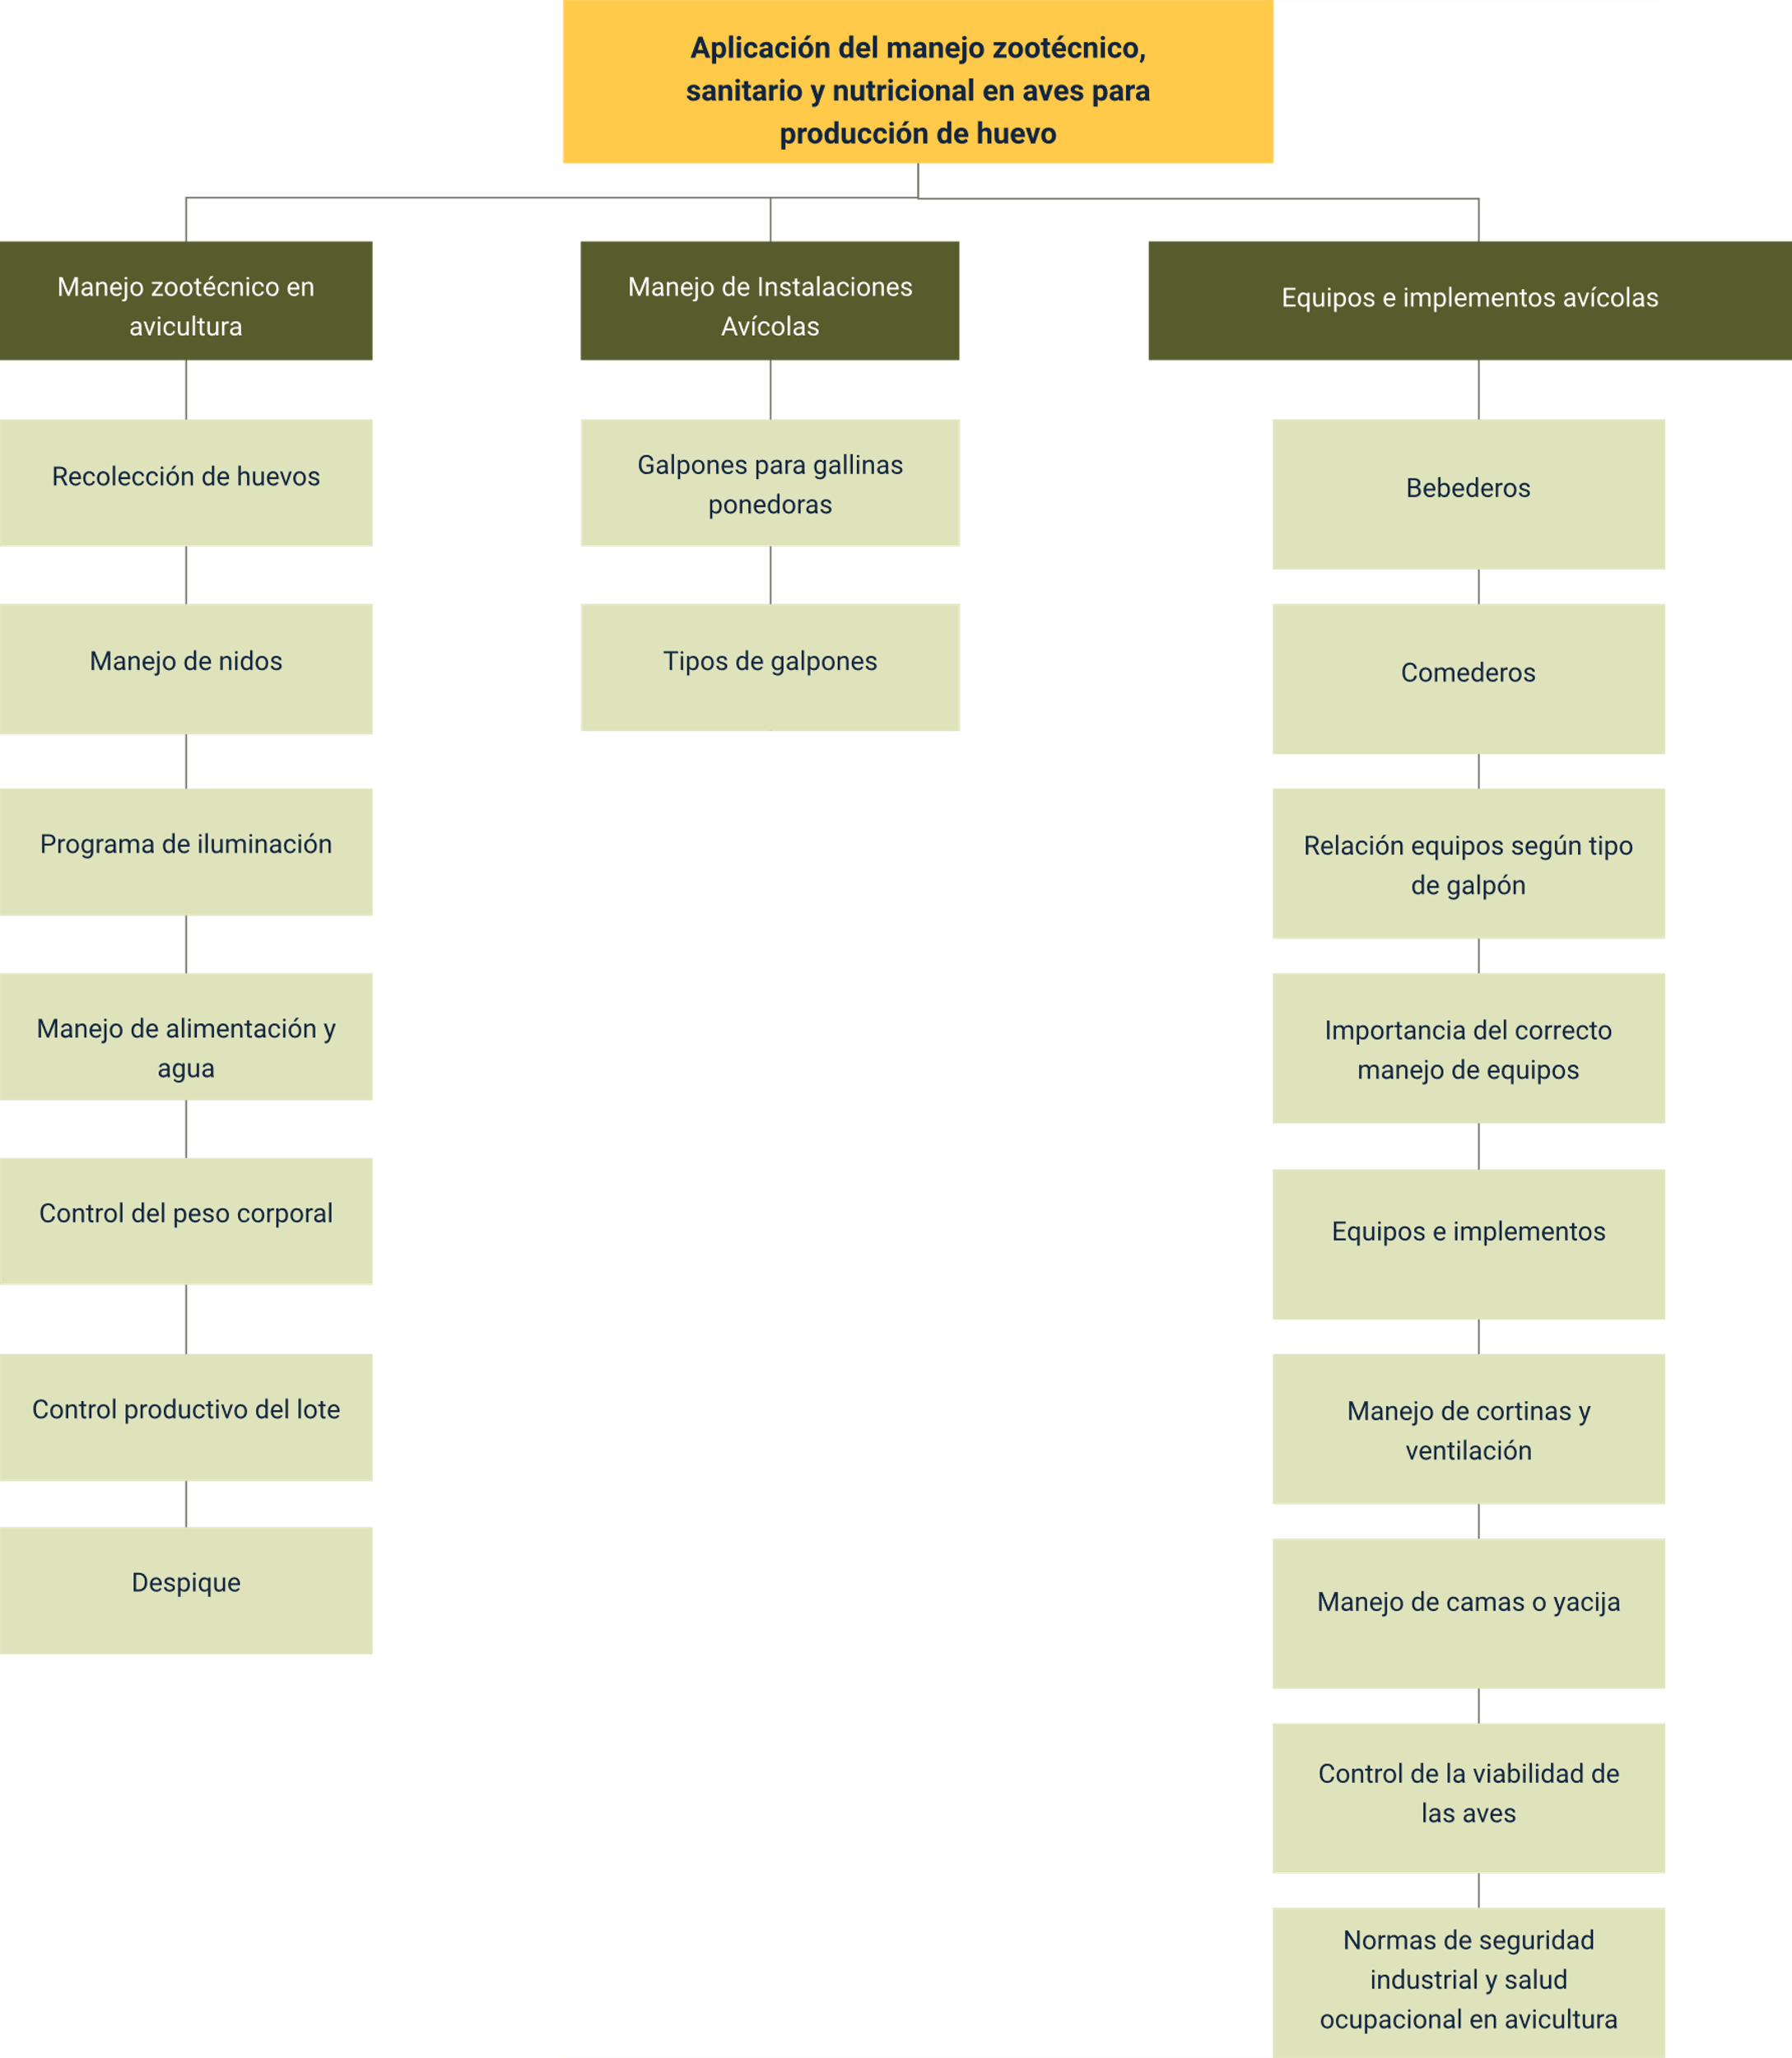 Aplicación del manejo zootécnico,
sanitario y nutricional en aves para
producción de huevo
Manejo zootécnico en
avicultura
Recolección de huevos
Manejo de nidos
Programa de iluminación
Manejo de alimentación y
agua
Control del peso corporal
Control productivo del lote
Despique
Manejo de Instalaciones
Avícolas
Galpones para gallinas
ponedoras
Tipos de galpones
Equipos e implementos avícolas
Bebederos
Comederos
Relación equipos según tipo
de galpón
Importancia del correcto
manejo de equipos
Equipos e implementos
Manejo de cortinas y
ventilación
Manejo de camas o yacija
Control de la viabilidad de
las aves
Normas de seguridad
industrial y salud
ocupacional en avicultura